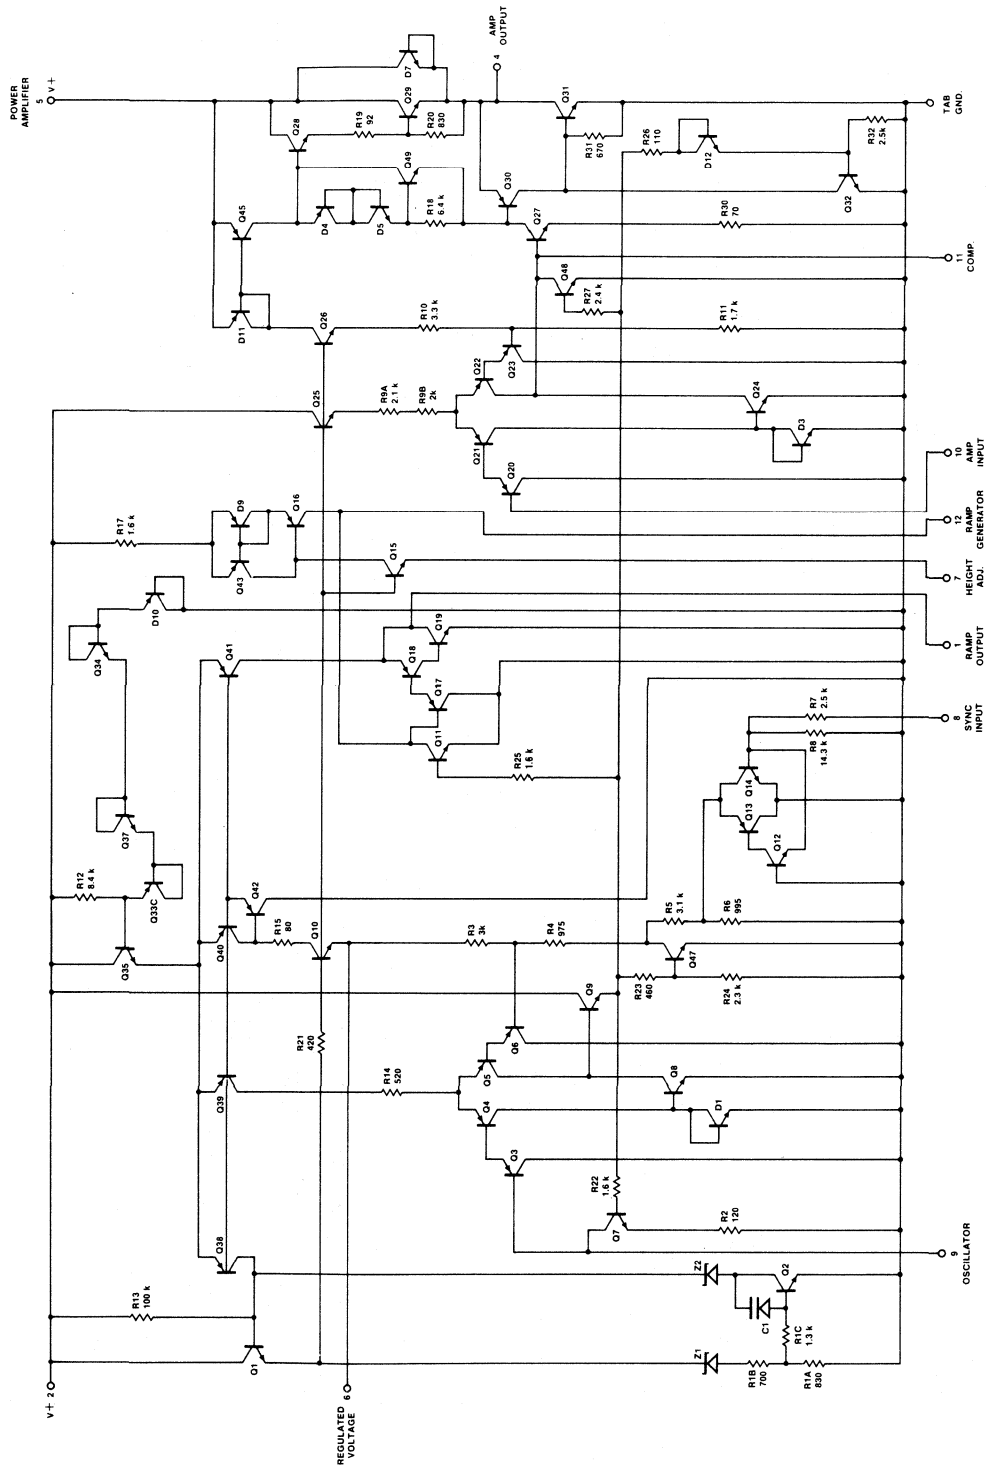 V+ 2
POWER
AMPLIFIER
5 V+
R12
8.4 k
R17
1.6 k
Q34
Q37
Q33C
Q35
D10
R13
100 k
Q38
Q39
Q40
Q42
Q41
Q43
D9
Q16
D11
Q45
Q28
Q1
R15
80
Q10
R21
420
Q15
Q25
Q26
D4
D5
R19
92
Q29
D7
REGULATED
VOLTAGE
6
R14
520
R9A
2.1 k
R9B
2k
R10
3.3 k
R18
6.4 k
Q49
R20
830
Q18
Q19
Q17
Q11
R3
3k
R4
975
Q4
Q5
Q6
Q3
R25
1.6 k
Q21
Q20
Q22
Q23
Q30
Q27
4
AMP
OUTPUT
Q31
Q48
R27
2.4 k
R31
670
Q9
R22
1.6 k
Q7
R23
460
R26
110
D12
Z1
Z2
Q8
D1
Q47
R5
3.1 k
R6
995
R24
2.3 k
R2
120
Q13
Q14
Q12
R8
14.3 k
R7
2.5 k
Q24
D3
R11
1.7 k
R30
70
Q32
R32
2.5k
C1
Q2
R1C
1.3 k
R1B
700
R1A
830
9
OSCILLATOR
8
SYNC
INPUT
1
RAMP
OUTPUT
7
HEIGHT
ADJ.
12
RAMP
GENERATOR
10
AMP
INPUT
11
COMP.
TAB
GND.